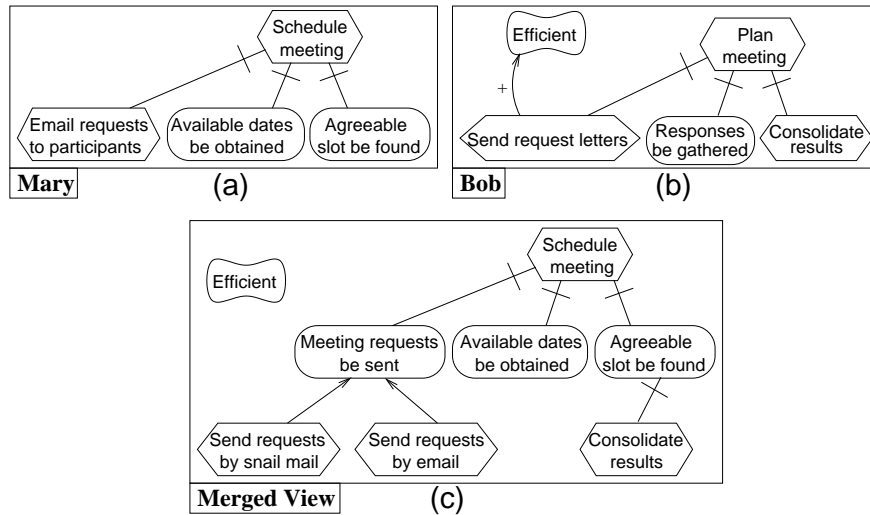 Schedule
meeting
Email requests
to participants
Available dates
be obtained
Agreeable
slot be found
Mary
(a)
Efficient
+
Plan
meeting
Send request letters
Responses
be gathered
Consolidate
results
Bob
(b)
Efficient
Schedule
meeting
Meeting requests
be sent
Available dates
be obtained
Agreeable
slot be found
Send requests
by snail mail
Send requests
by email
Consolidate
results
Merged View
(c)